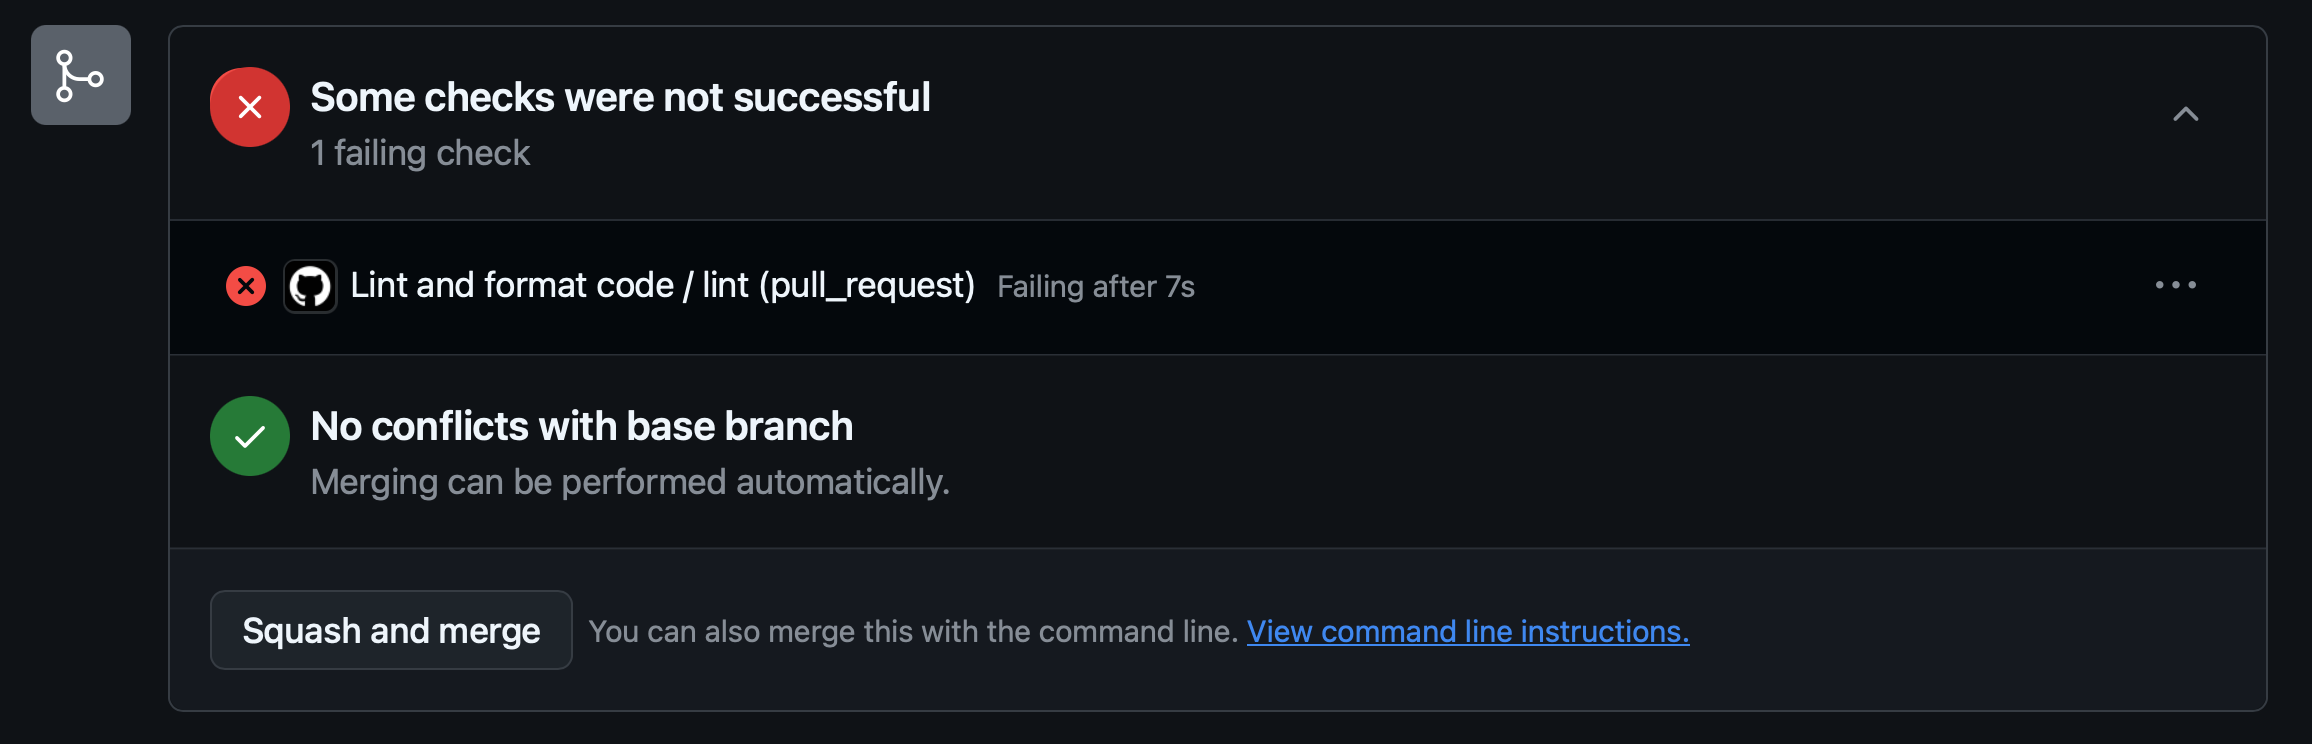 Some checks were not successful
1 failing check
Lint and format code / lint (pull_request) Failing after 7s
No conflicts with base branch
Merging can be performed automatically.
Squash and merge You can also merge this with the command line. View command line instructions.